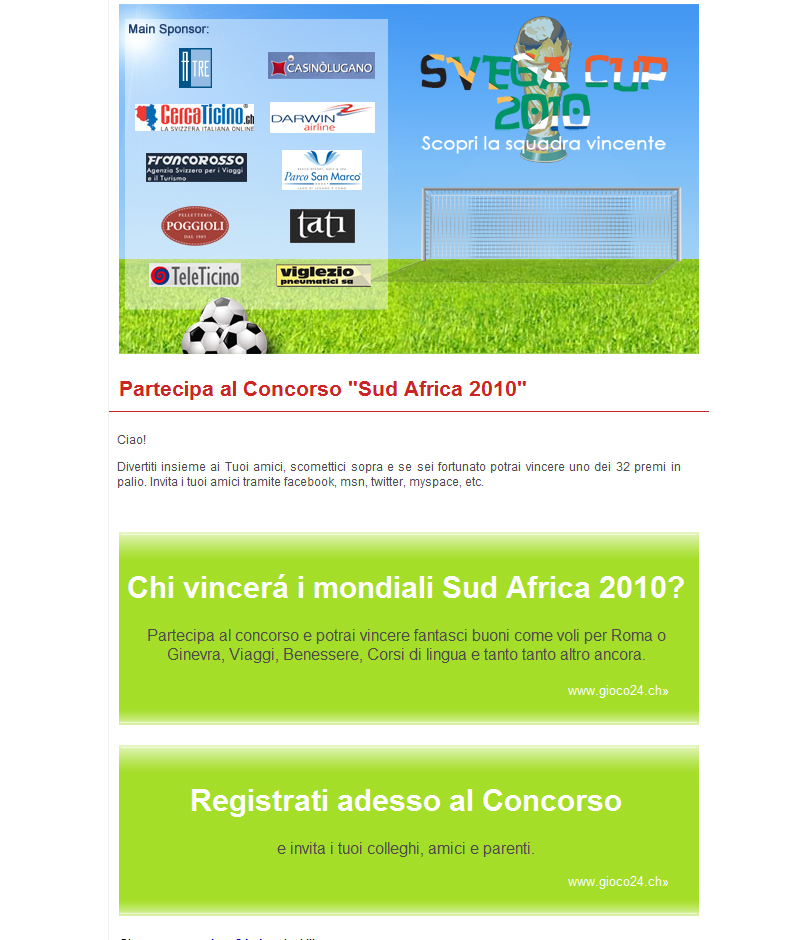 Main Sponsor:
ATRE
CASINÒLUGANO
CercaTicino.ch
LA SVIZZERA ITALIANA ONLINE
DARWIN
airline
FRANCOROSSO
Agenzia Svizzera per i Viaggi
e il Turismo
Parco San Marco
PELLETTERIA
POGGIOLI
DAL 1905
tati
TeleTicino
viglezio
pneumatici sa
SVEGA CUP
2010
Scopri la squadra vincente
Partecipa al Concorso "Sud Africa 2010"
Ciao!
Divertiti insieme ai Tuoi amici, scomettici sopra e se sei fortunato potrai vincere uno dei 32 premi in
palio. Invita i tuoi amici tramite facebook, msn, twitter, myspace, etc.
Chi vincerá i mondiali Sud Africa 2010?
Partecipa al concorso e potrai vincere fantasci buoni come voli per Roma o
Ginevra, Viaggi, Benessere, Corsi di lingua e tanto tanto altro ancora.
www.gioco24.ch»
Registrati adesso al Concorso
e invita i tuoi colleghi, amici e parenti.
www.gioco24.ch»